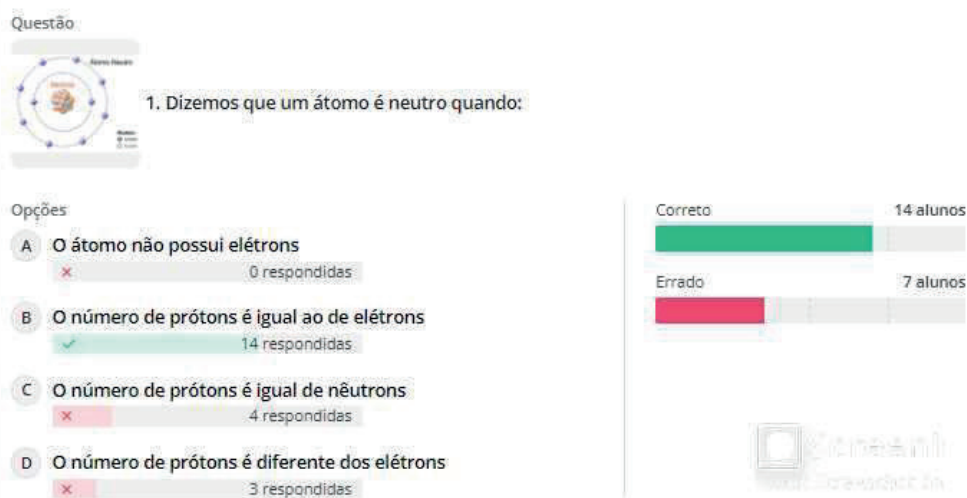 Questão
1. Dizemos que um átomo é neutro quando:
Opções
A O átomo não possui elétrons
0 respondidas
B O número de prótons é igual ao de elétrons
14 respondidas
C O número de prótons é igual de nêutrons
4 respondidas
D O número de prótons é diferente dos elétrons
3 respondidas
Correto 14 alunos
Errado 7 alunos